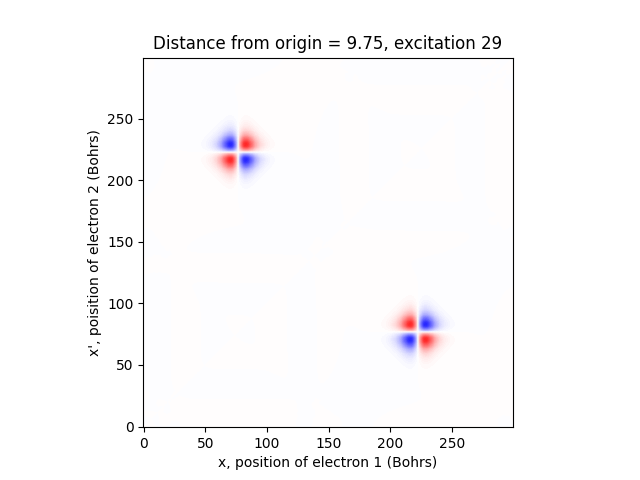 Distance from origin = 9.75, excitation 29
250
200
150
100
50
0
x', poisition of electron 2 (Bohrs)
0 50 100 150 200 250
x, position of electron 1 (Bohrs)